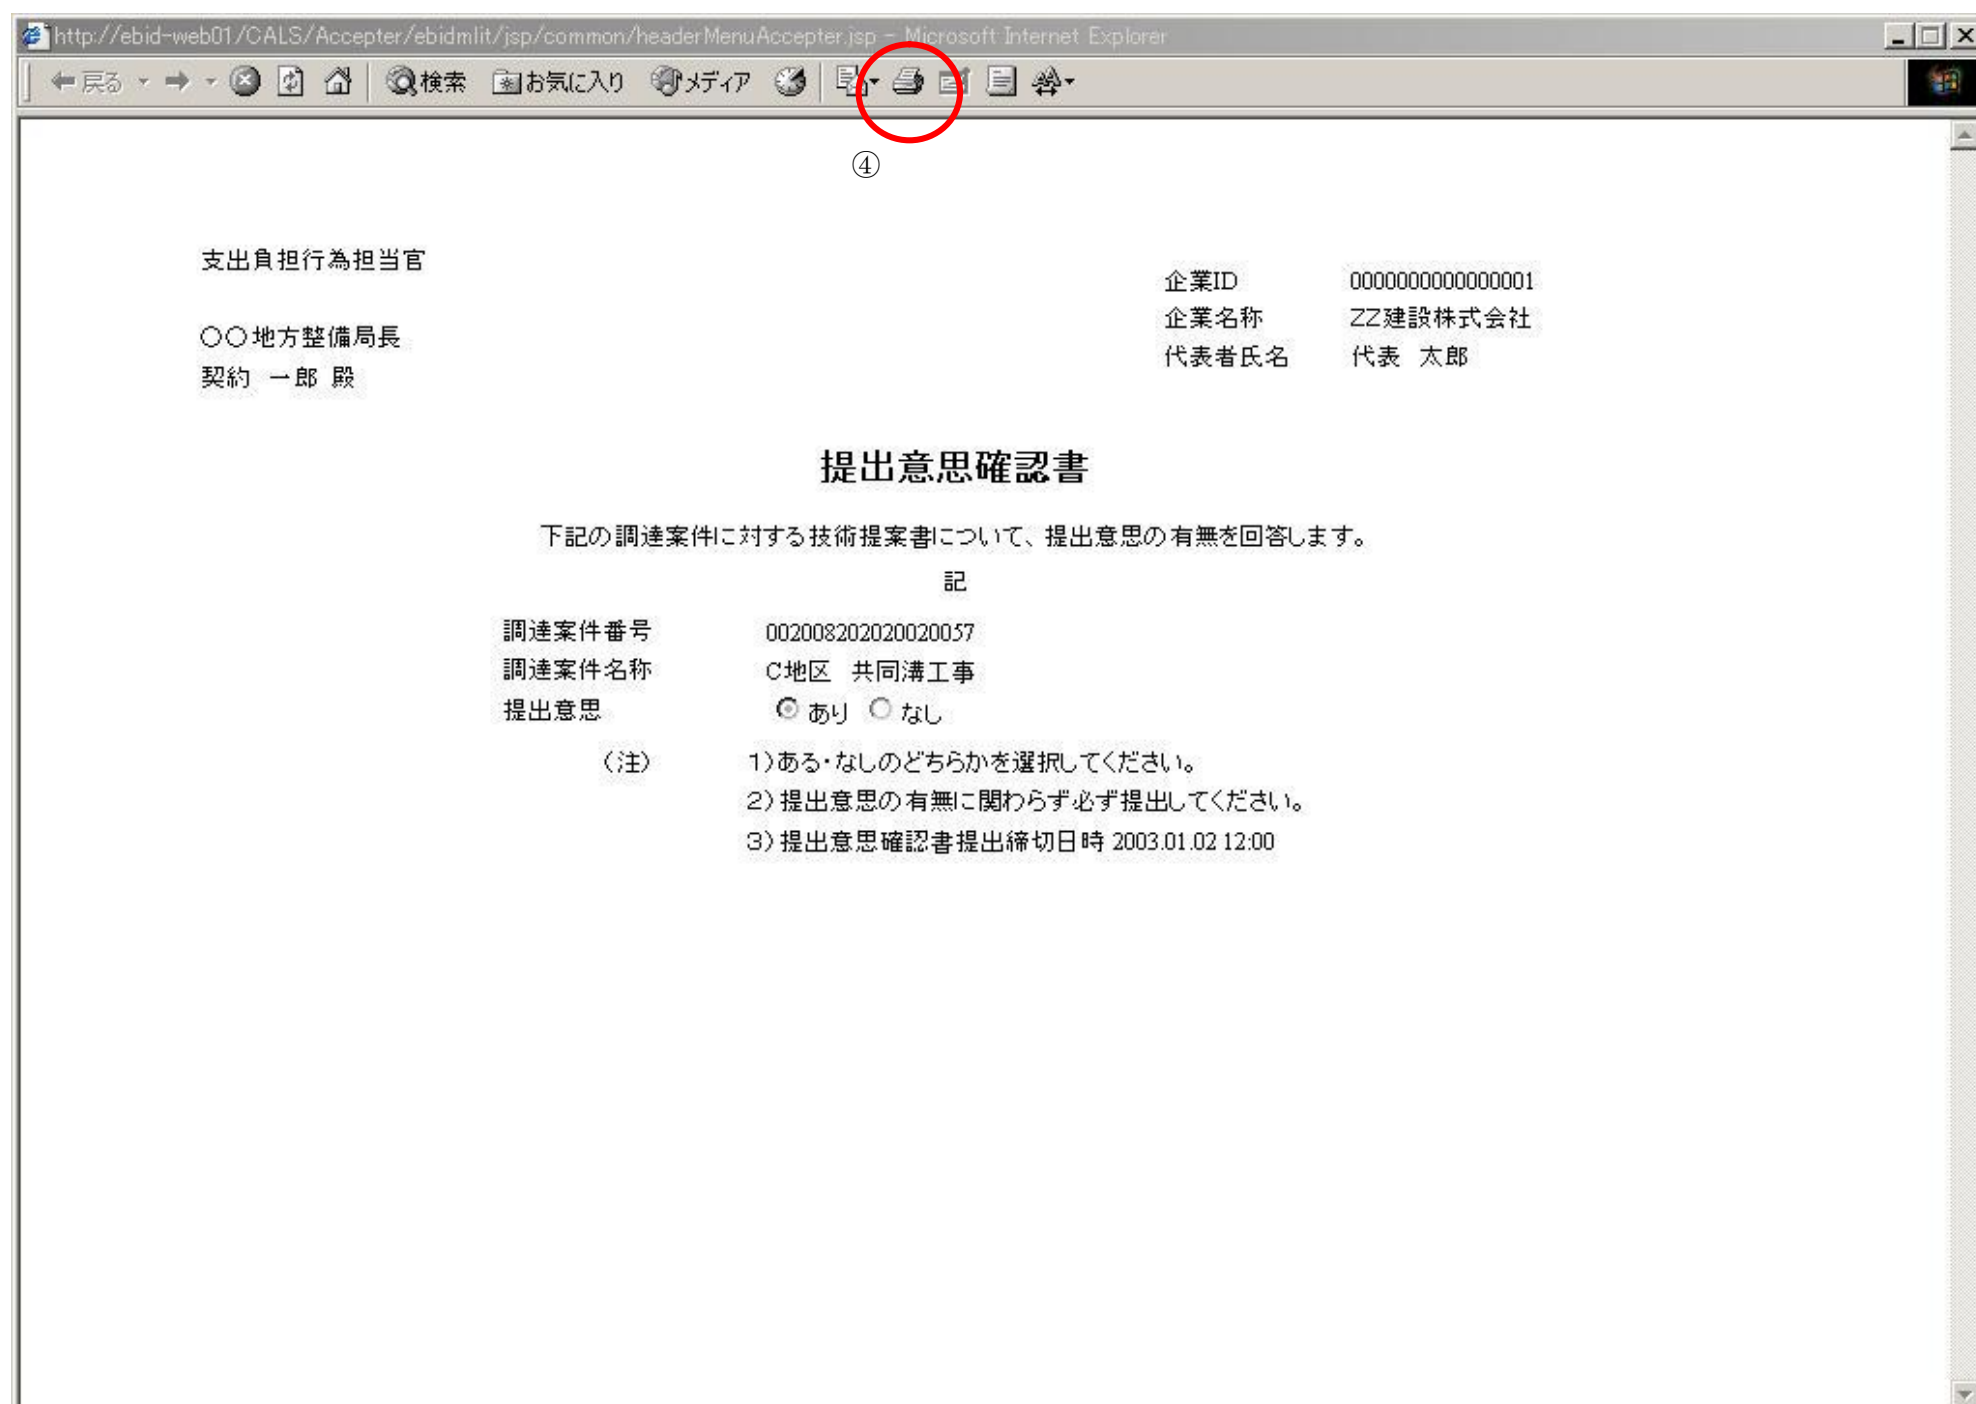 http://ebid-web01/CALS/Accepter/ebidmlit/jsp/common/headerMenuAccepter.jsp - Microsoft Internet Explorer
戻る 検索 お気に入り メディア
④
支出負担行為担当官
〇〇地方整備局長
契約 一郎 殿
企業ID 0000000000000001
企業名称 ZZ建設株式会社
代表者氏名 代表 太郎
提出意思確認書
下記の調達案件に対する技術提案書について、提出意思の有無を回答します。
記
調達案件番号 002008202020020057
調達案件名称 C地区 共同溝工事
提出意思 あり なし
（注） 1)ある・なしのどちらかを選択してください。
2)提出意思の有無に関わらず必ず提出してください。
3)提出意思確認書提出締切日時 2003.01.02 12:00